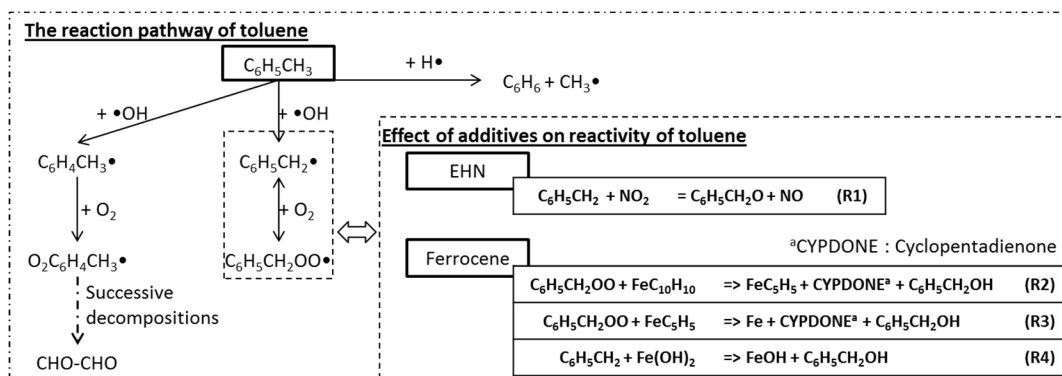 The reaction pathway of toluene
C₆H₅CH₃
+ H•
C₆H₆ + CH₃•
+ •OH
+ •OH
C₆H₄CH₃•
C₆H₅CH₂•
+ O₂
+ O₂
O₂C₆H₄CH₃•
C₆H₅CH₂OO•
Successive
decompositions
CHO-CHO
Effect of additives on reactivity of toluene
EHN
C₆H₅CH₂ + NO₂ = C₆H₅CH₂O + NO (R1)
ᵃCYPDONE : Cyclopentadienone
Ferrocene
C₆H₅CH₂OO + FeC₁₀H₁₀ => FeC₅H₅ + CYPDONEᵃ + C₆H₅CH₂OH (R2)
C₆H₅CH₂OO + FeC₅H₅ => Fe + CYPDONEᵃ + C₆H₅CH₂OH (R3)
C₆H₅CH₂ + Fe(OH)₂ => FeOH + C₆H₅CH₂OH (R4)